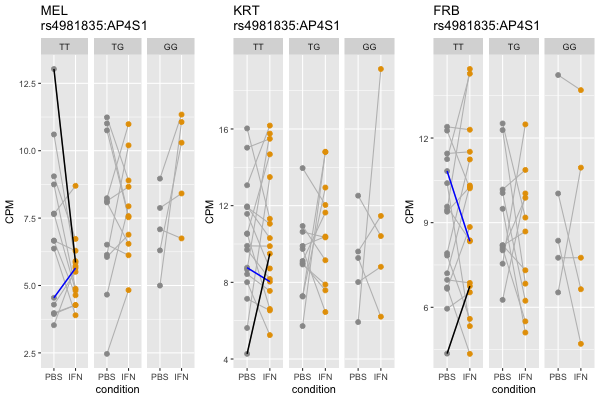 MEL
rs4981835:AP4S1
TT TG GG
CPM
12.5
10.0
7.5
5.0
2.5
PBS IFN PBS IFN PBS IFN
condition
KRT
rs4981835:AP4S1
TT TG GG
CPM
16
12
8
4
PBS IFN PBS IFN PBS IFN
condition
FRB
rs4981835:AP4S1
TT TG GG
CPM
12
9
6
PBS IFN PBS IFN PBS IFN
condition